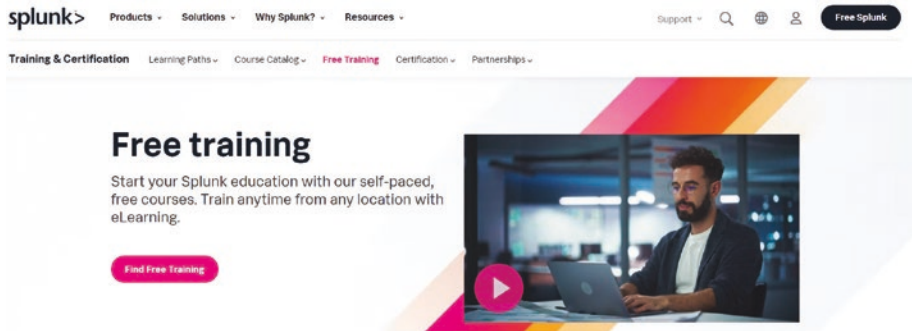 splunk> Products Solutions Why Splunk? Resources Support Free Splunk
Training & Certification Learning Paths Course Catalog Free Training Certification Partnerships
Free training
Start your Splunk education with our self-paced,
free courses. Train anytime from any location with
eLearning.
Find Free Training